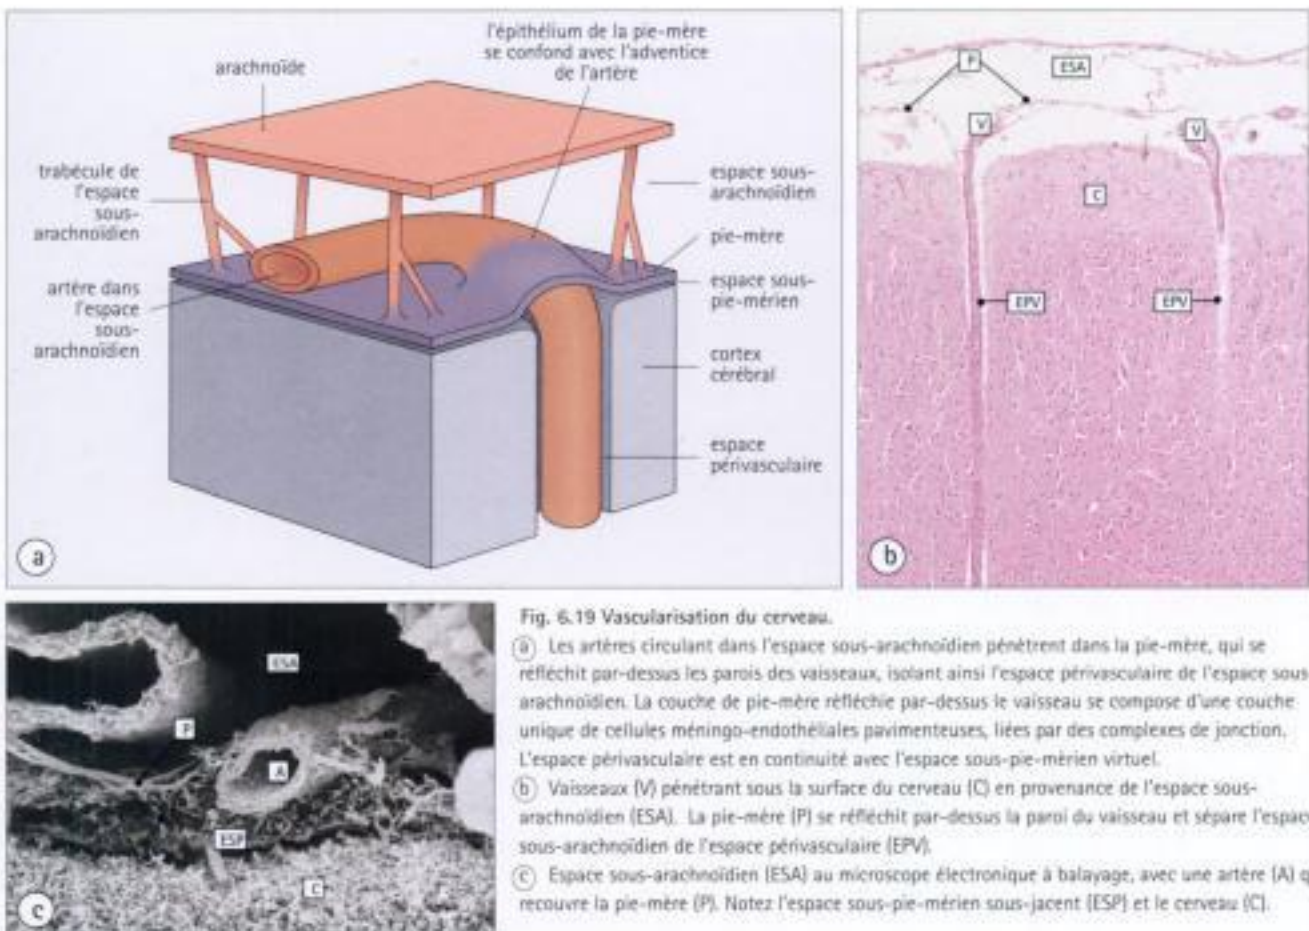 l'épithélium de la pie-mère
se confond avec l'adventice
de l'artère
arachnoïde
trabécule de
l'espace
sous-
arachnoïdien
artère dans
l'espace
sous-
arachnoïdien
espace sous-
arachnoïdien
pie-mère
espace sous-
pie-mérien
cortex
cérébral
espace
périvasculaire
a
P
ESA
V
V
C
EPV
EPV
b
ESA
P
A
ESP
C
c
Fig. 6.19 Vascularisation du cerveau.
a Les artères circulant dans l'espace sous-arachnoïdien pénètrent dans la pie-mère, qui se
réfléchit par-dessus les parois des vaisseaux, isolant ainsi l'espace périvasculaire de l'espace sous-
arachnoïdien. La couche de pie-mère réfléchie par-dessus le vaisseau se compose d'une couche
unique de cellules méningo-endothéliales pavimenteuses, liées par des complexes de jonction.
L'espace périvasculaire est en continuité avec l'espace sous-pie-mérien virtuel.
b Vaisseaux (V) pénétrant sous la surface du cerveau (C) en provenance de l'espace sous-
arachnoïdien (ESA). La pie-mère (P) se réfléchit par-dessus la paroi du vaisseau et sépare l'espace
sous-arachnoïdien de l'espace périvasculaire (EPV).
c Espace sous-arachnoïdien (ESA) au microscope électronique à balayage, avec une artère (A) q
recouvre la pie-mère (P). Notez l'espace sous-pie-mérien sous-jacent (ESP) et le cerveau (C).